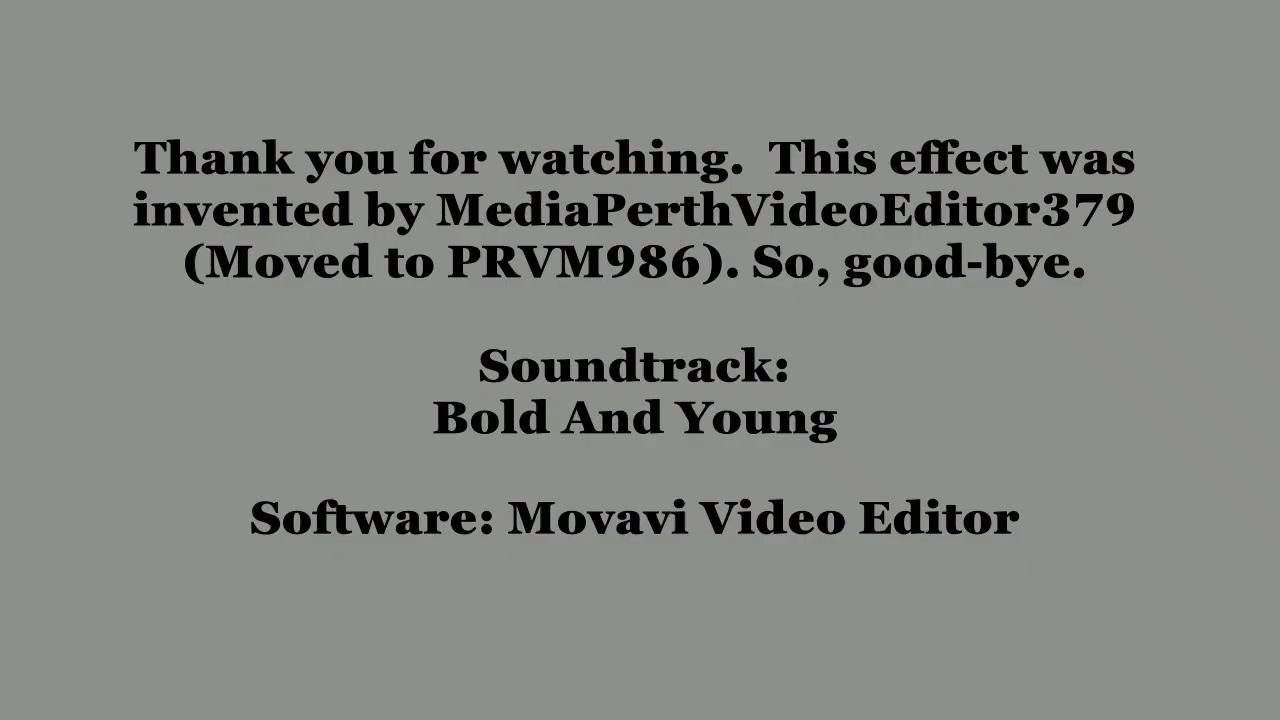 Thank you for watching.  This effect was
invented by MediaPerthVideoEditor379
(Moved to PRVM986). So, good-bye.
Soundtrack:
Bold And Young
Software: Movavi Video Editor